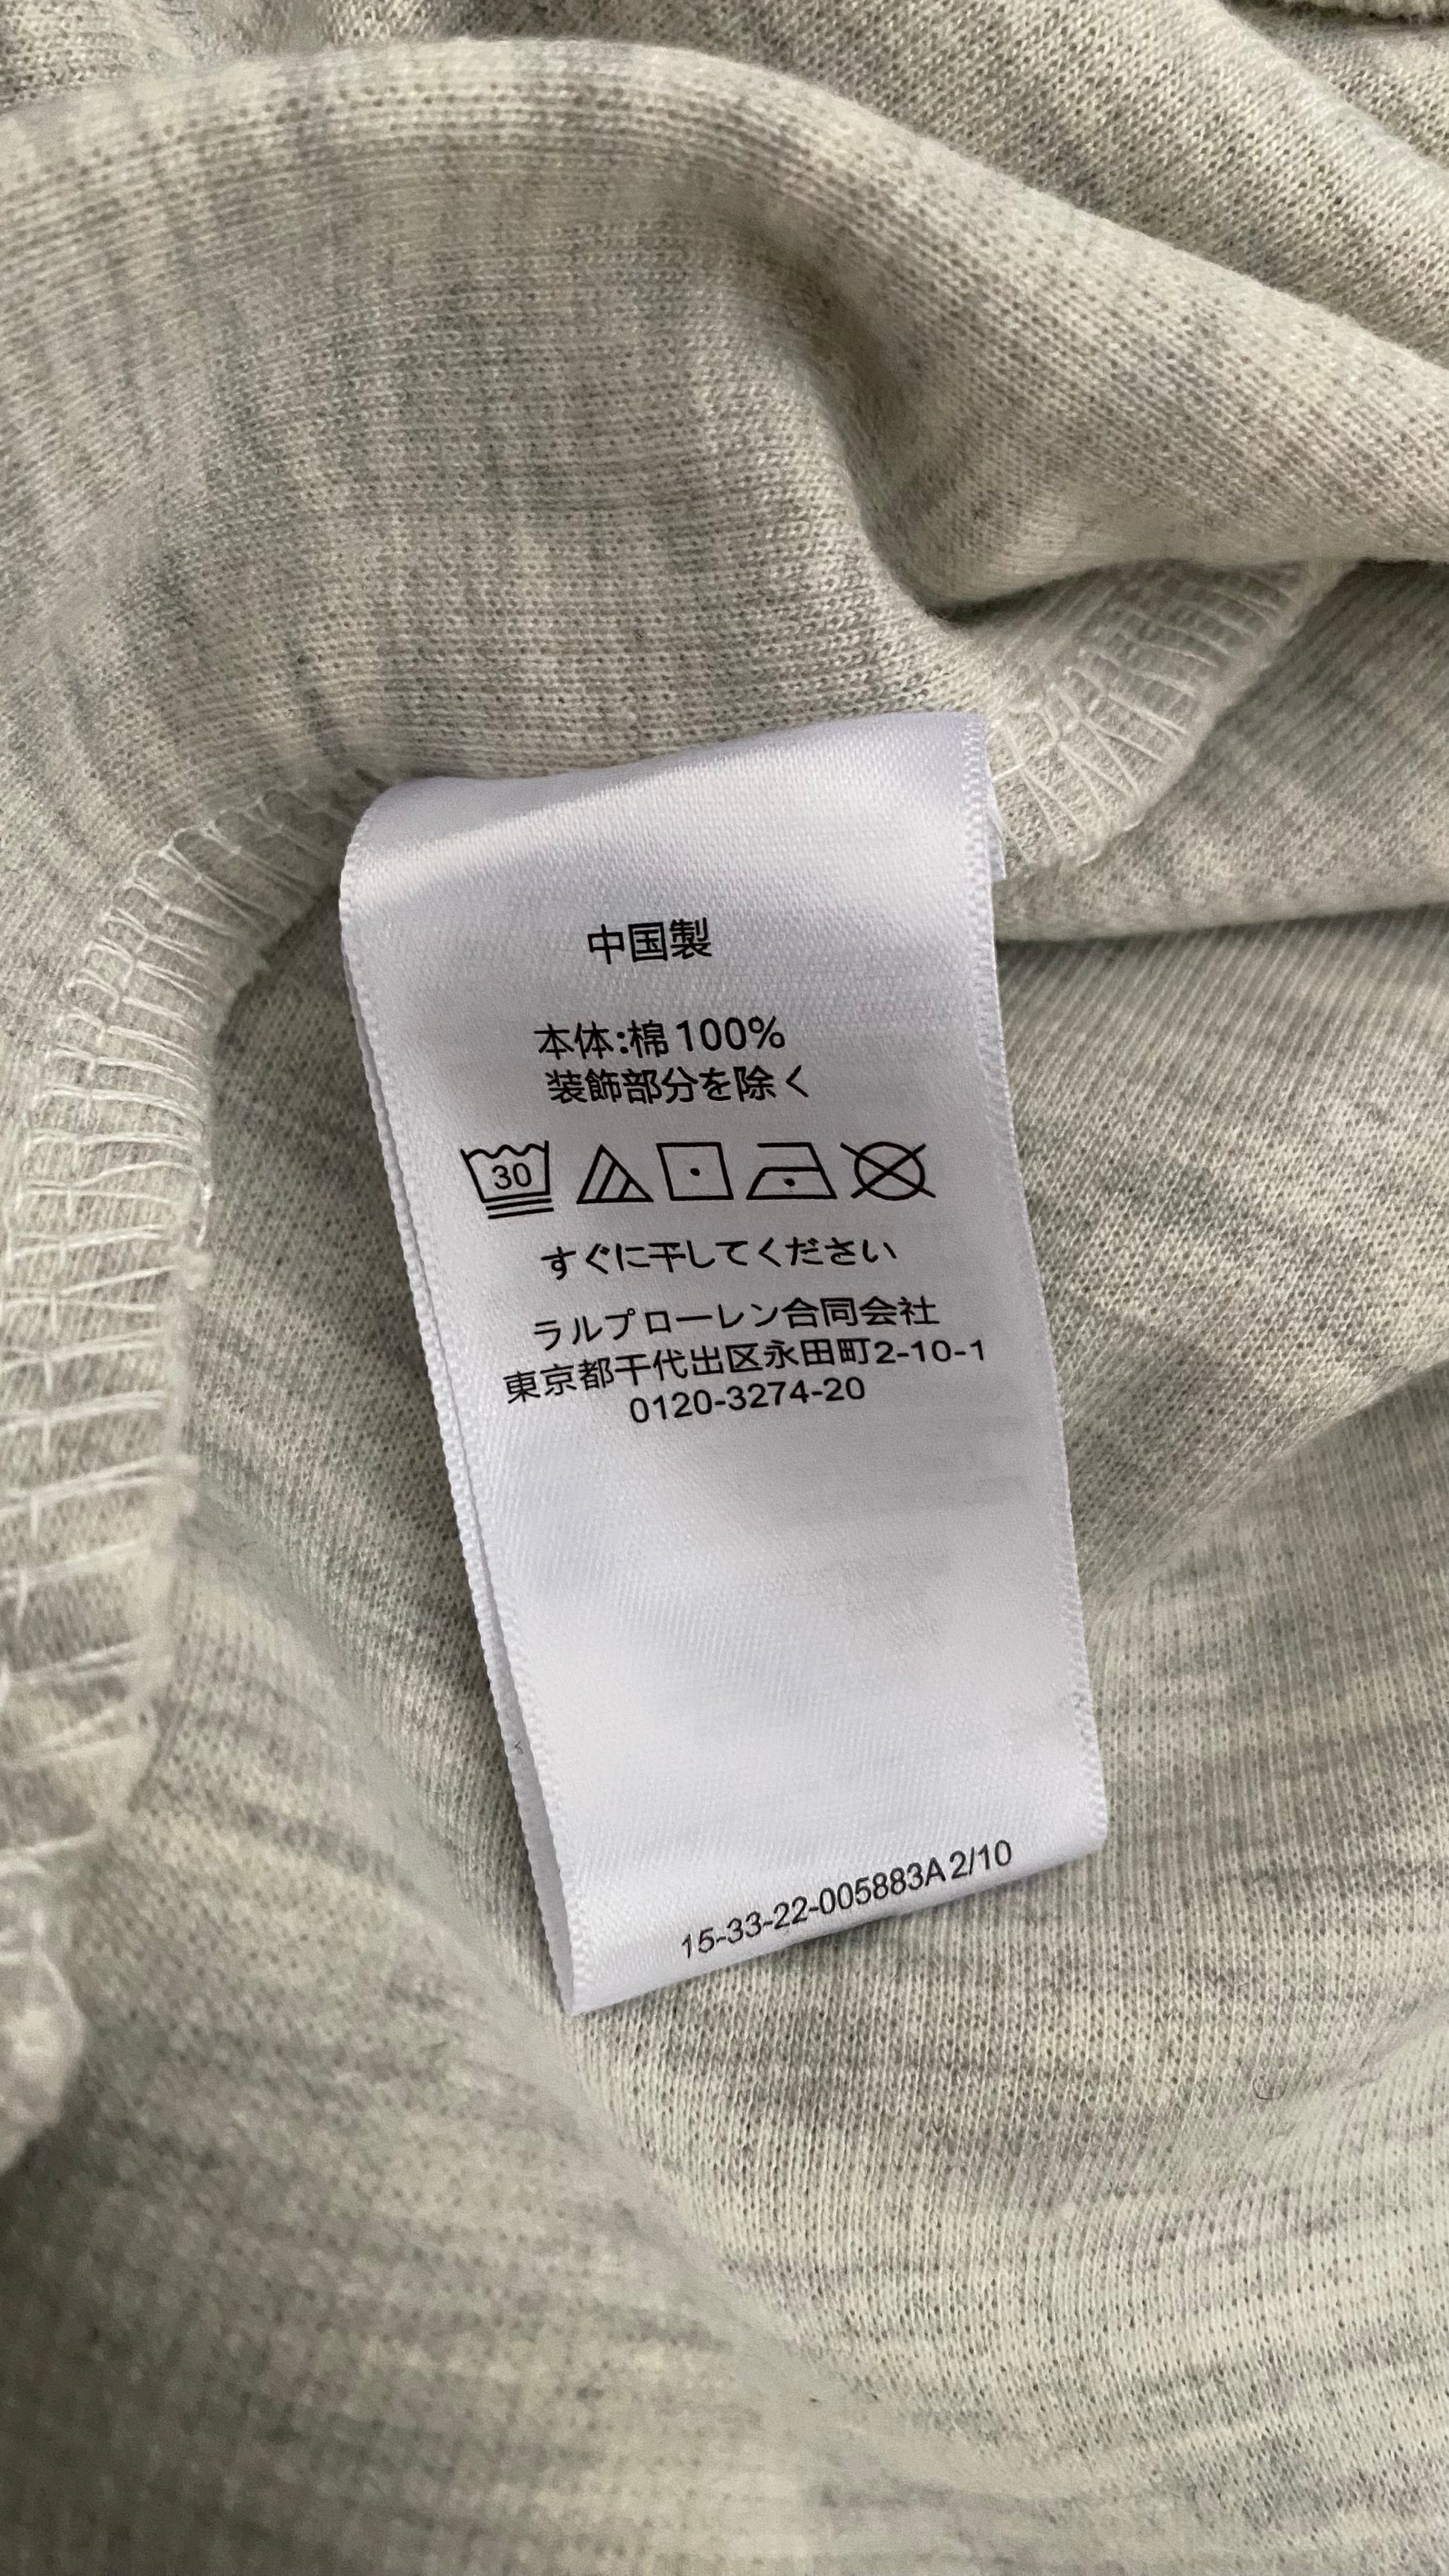 中国製
本体:棉100%
装飾部分を除く
30
すぐに干してください
ラルプローレン合同会社
東京都千代出区永田町2-10-1
0120-3274-20
15-33-22-005883A 2/10